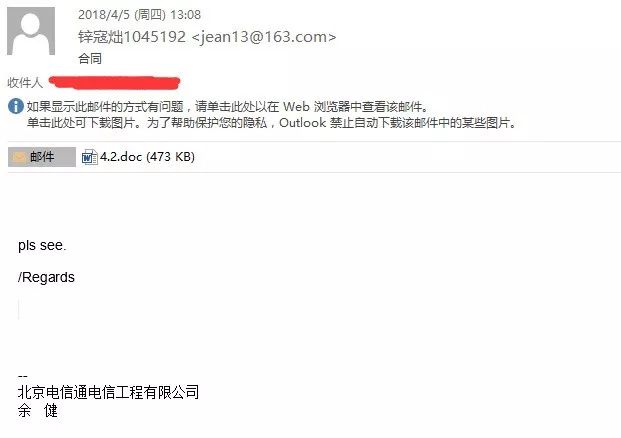 2018/4/5 (周四) 13:08
锌寇炪1045192 <jean13@163.com>
合同
收件人
如果显示此邮件的方式有问题，请单击此处以在 Web 浏览器中查看该邮件。
单击此处可下载图片。为了帮助保护您的隐私，Outlook 禁止自动下载该邮件中的某些图片。
邮件 4.2.doc (473 KB)
pls see.
/Regards
--
北京电信通电信工程有限公司
余 健